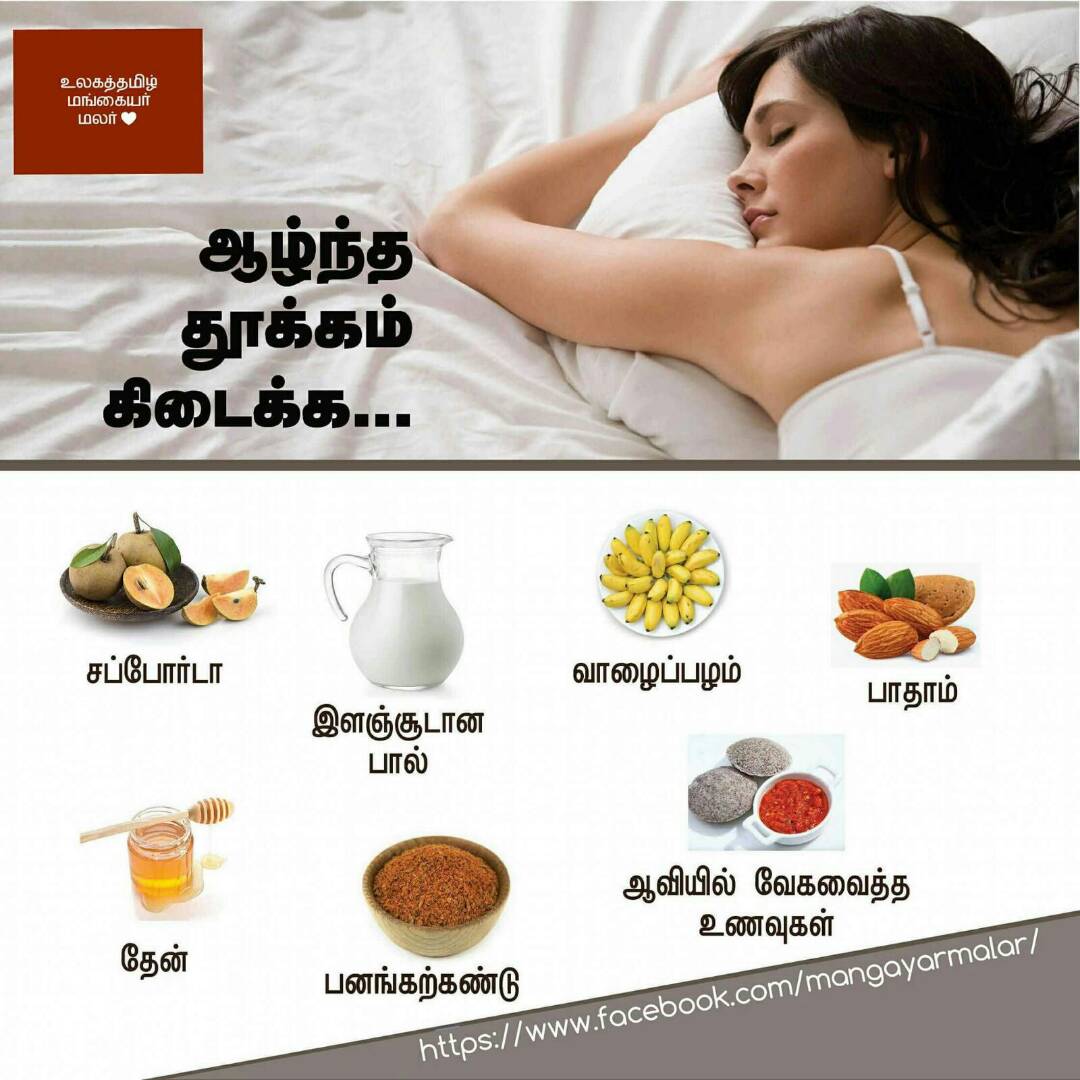 உலகத்தமிழ்
மங்கையர்
மலர்
ஆழ்ந்த
தூக்கம்
கிடைக்க...
சப்போர்டா
இளஞ்சூடான
பால்
வாழைப்பழம்
பாதாம்
தேன்
பனங்கற்கண்டு
ஆவியில் வேகவைத்த
உணவுகள்
https://www.facebook.com/mangayarmalar/